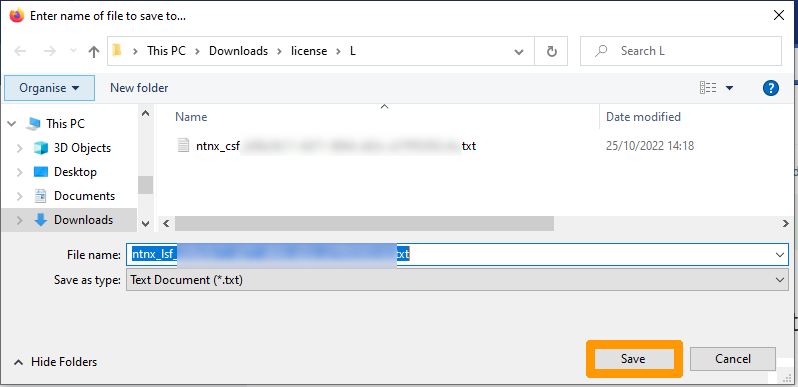 Enter name of file to save to...
This PC > Downloads > license > L
Search L
Organise
New folder
?
This PC
3D Objects
Desktop
Documents
Downloads
Name
Date modified
ntnx_csf
txt
25/10/2022 14:18
File name:
ntnx_lsf_
txt
Save as type:
Text Document (*.txt)
Hide Folders
Save
Cancel